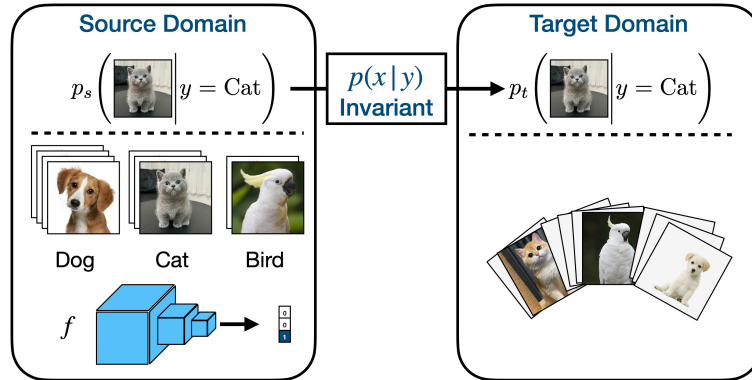 Source Domain
p_s ( | y = Cat )
p(x|y)
Invariant
Target Domain
p_t ( | y = Cat )
Dog
Cat
Bird
f
0
0
1